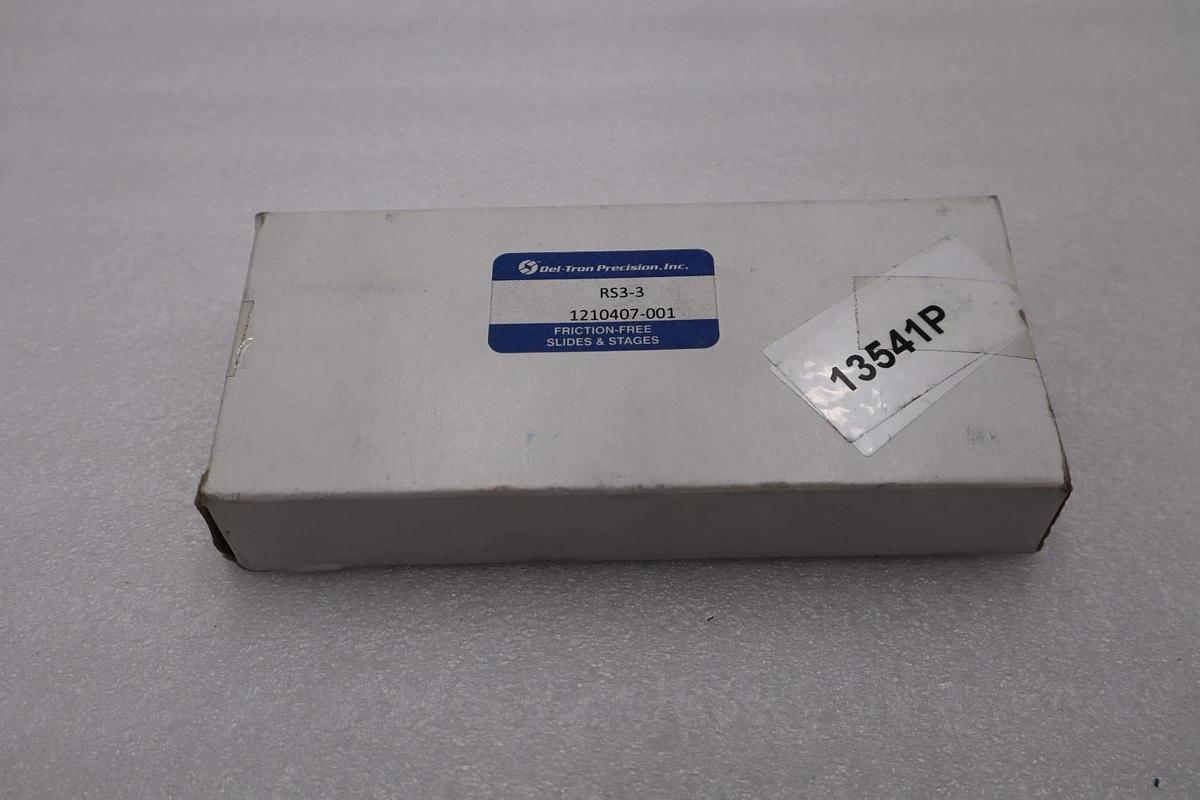 Del-Tron Precision, Inc.
RS3-3
1210407-001
FRICTION-FREE
SLIDES & STAGES
13541P